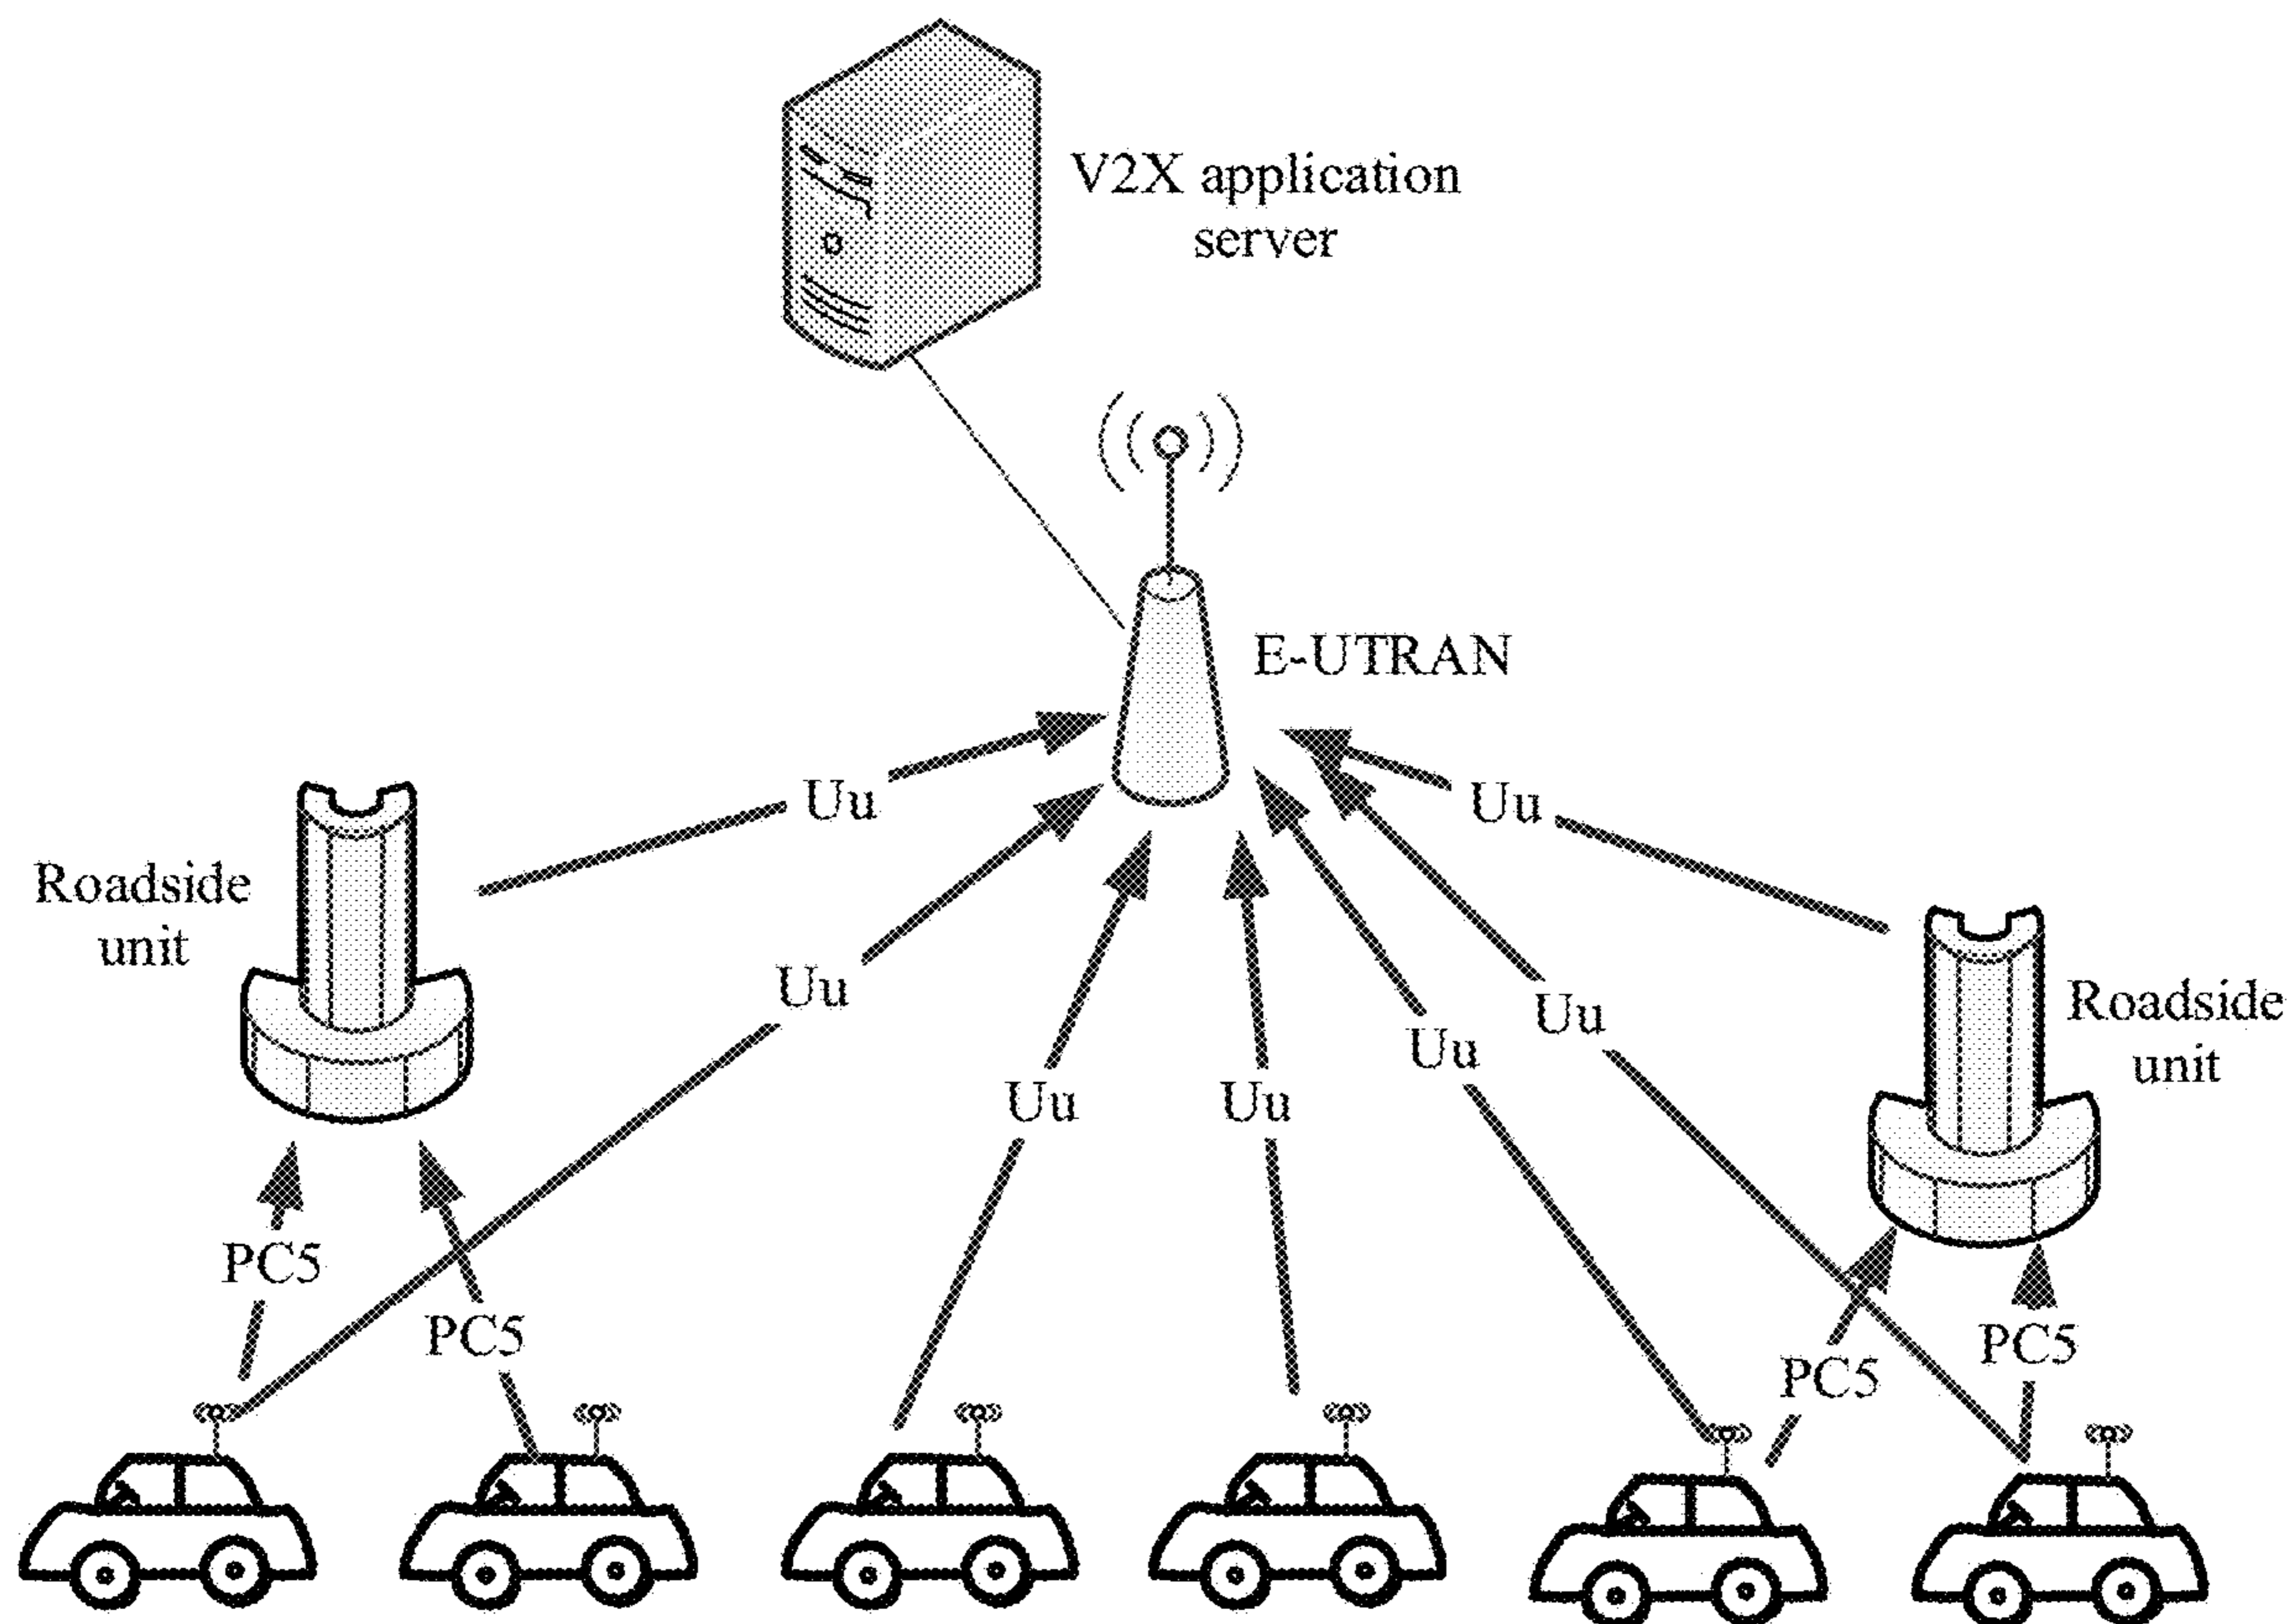 V2X application
server
E-UTRAN
Uu
Uu
Roadside
unit
Uu
Uu
Roadside
unit
Uu
Uu
Uu
PC5
PC5
PC5
PC5